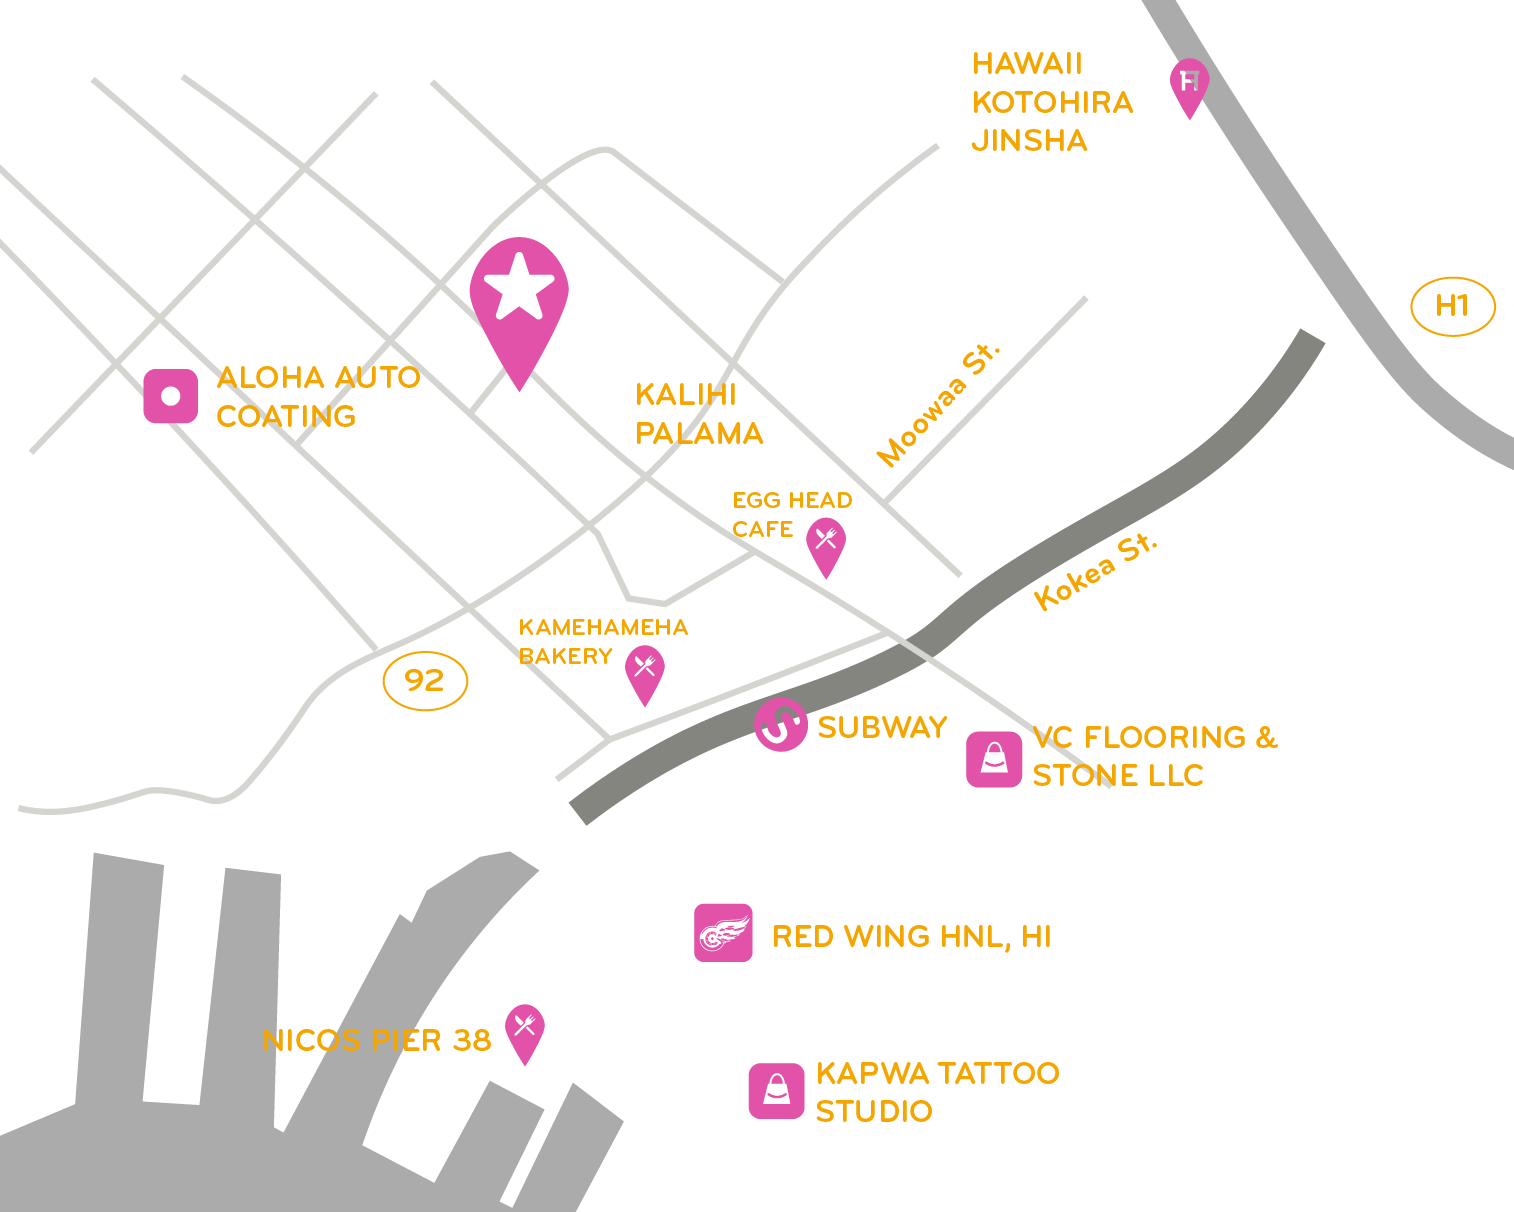 HAWAII
KOTOHIRA
JINSHA
H1
ALOHA AUTO
COATING
KALIHI
PALAMA
Moowaa St.
EGG HEAD
CAFE
Kokea St.
KAMEHAMEHA
BAKERY
92
SUBWAY
VC FLOORING &
STONE LLC
RED WING HNL, HI
NICOS PIER 38
KAPWA TATTOO
STUDIO